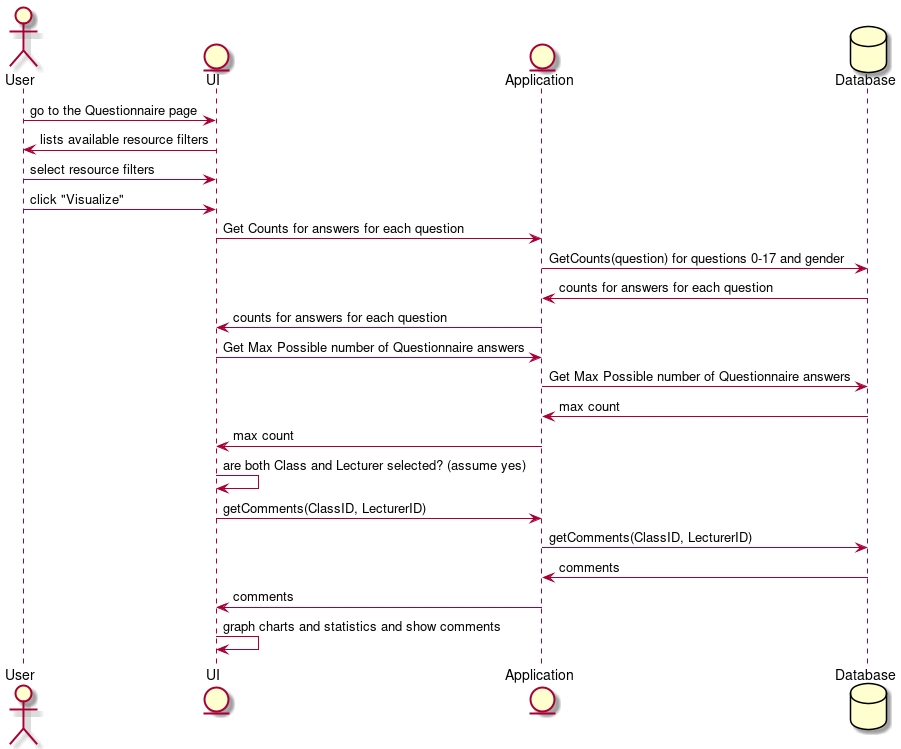 User
UI
Application
Database
go to the Questionnaire page
lists available resource filters
select resource filters
click "Visualize"
Get Counts for answers for each question
GetCounts(question) for questions 0-17 and gender
counts for answers for each question
counts for answers for each question
Get Max Possible number of Questionnaire answers
Get Max Possible number of Questionnaire answers
max count
max count
are both Class and Lecturer selected? (assume yes)
getComments(ClassID, LecturerID)
getComments(ClassID, LecturerID)
comments
comments
graph charts and statistics and show comments
User
UI
Application
Database